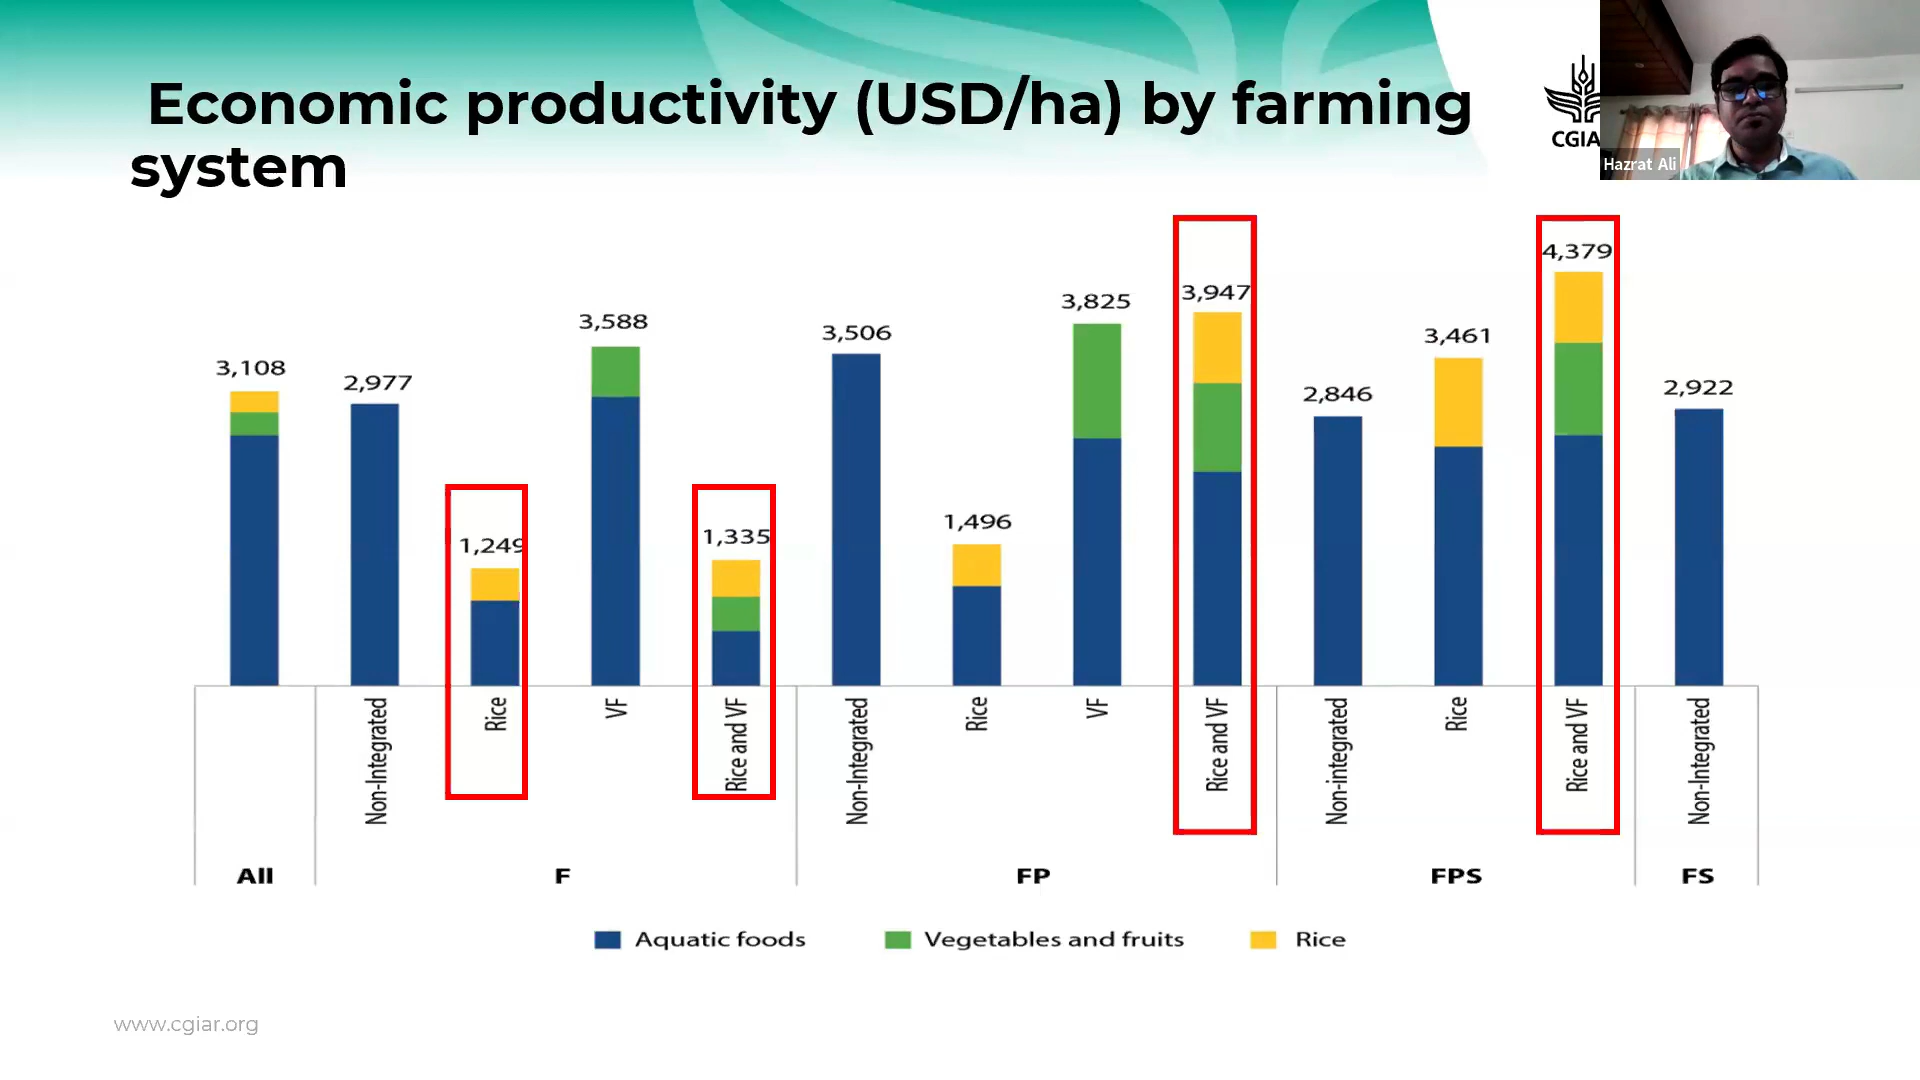 Economic productivity (USD/ha) by farming
system
CGIA
Hazrat Ali
3,108
2,977
1,249
3,588
1,335
3,506
1,496
3,825
3,947
2,846
3,461
4,379
2,922
Non-Integrated
Rice
VF
Rice and VF
Non-Integrated
Rice
VF
Rice and VF
Non-integrated
Rice
Rice and VF
Non-Integrated
All
F
FP
FPS
FS
Aquatic foods
Vegetables and fruits
Rice
www.cgiar.org